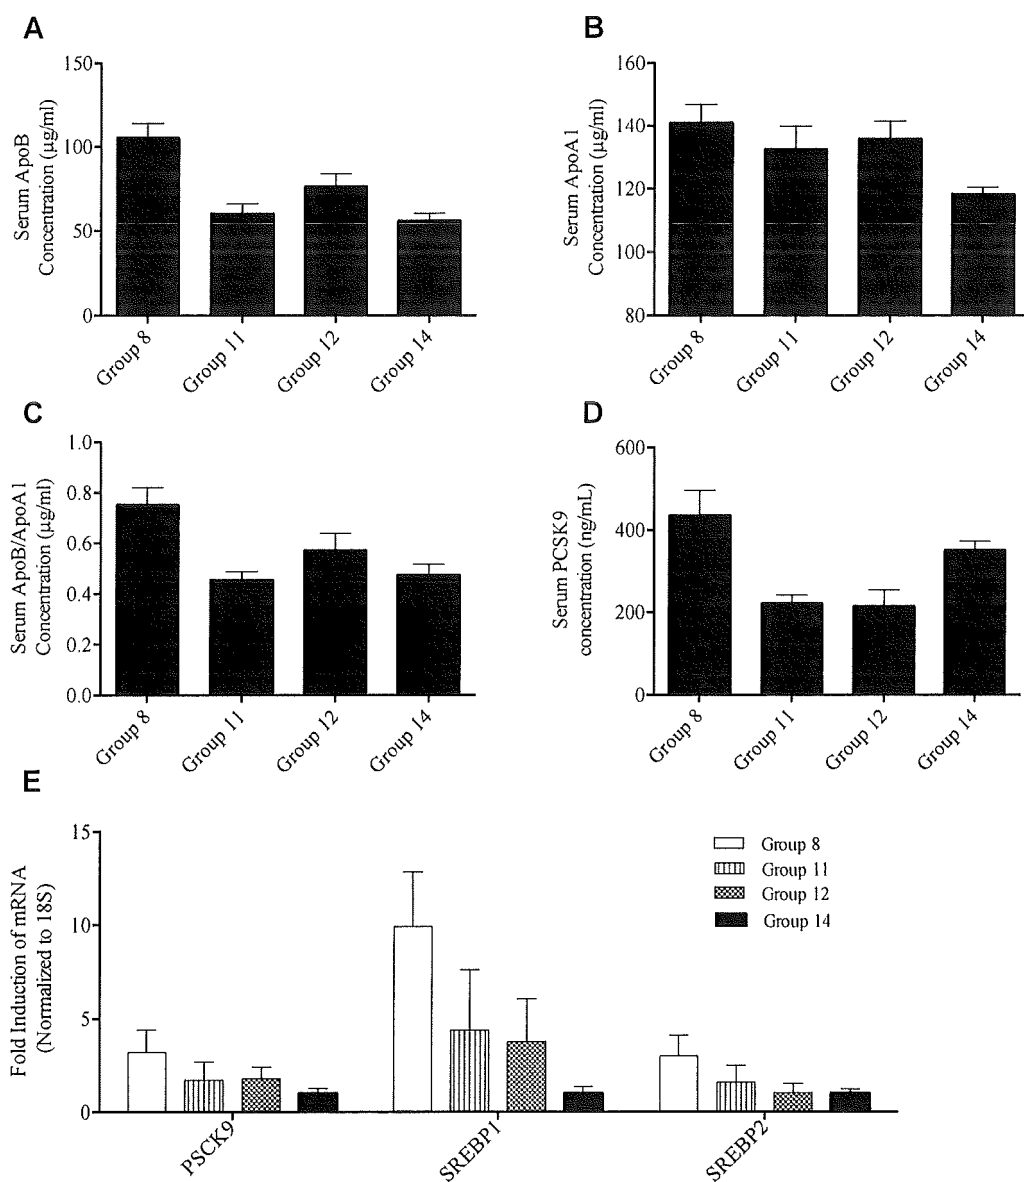 A
Serum ApoB
Concentration (µg/ml)
150
100
50
0
Group 8
Group 11
Group 12
Group 14
B
Serum ApoA1
Concentration (µg/ml)
160
140
120
100
80
Group 8
Group 11
Group 12
Group 14
C
Serum ApoB/ApoA1
Concentration (µg/ml)
1.0
0.8
0.6
0.4
0.2
0.0
Group 8
Group 11
Group 12
Group 14
D
Serum PCSK9
concentration (ng/mL)
600
400
200
0
Group 8
Group 11
Group 12
Group 14
E
Fold Induction of mRNA
(Normalized to 18S)
15
10
5
0
PSCK9
SREBP1
SREBP2
Group 8
Group 11
Group 12
Group 14